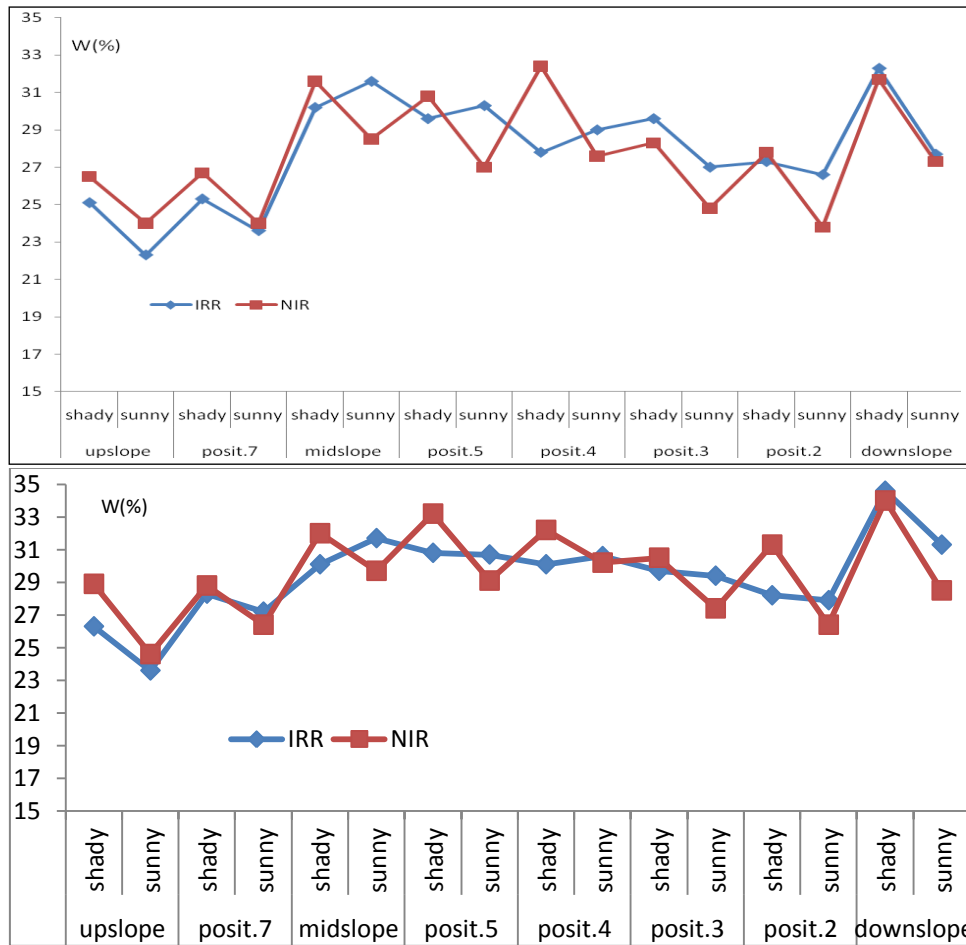 35
W(%)
33
31
29
27
25
23
21
19
IRR NIR
17
15
shady sunny shady sunny shady sunny shady sunny shady sunny shady sunny shady sunny shady sunny
upslope posit.7 midslope posit.5 posit.4 posit.3 posit.2 downslope
35
W(%)
33
31
29
27
25
23
21
19
IRR NIR
17
15
shady sunny shady sunny shady sunny shady sunny shady sunny shady sunny shady sunny shady sunny
upslope posit.7 midslope posit.5 posit.4 posit.3 posit.2 downslope